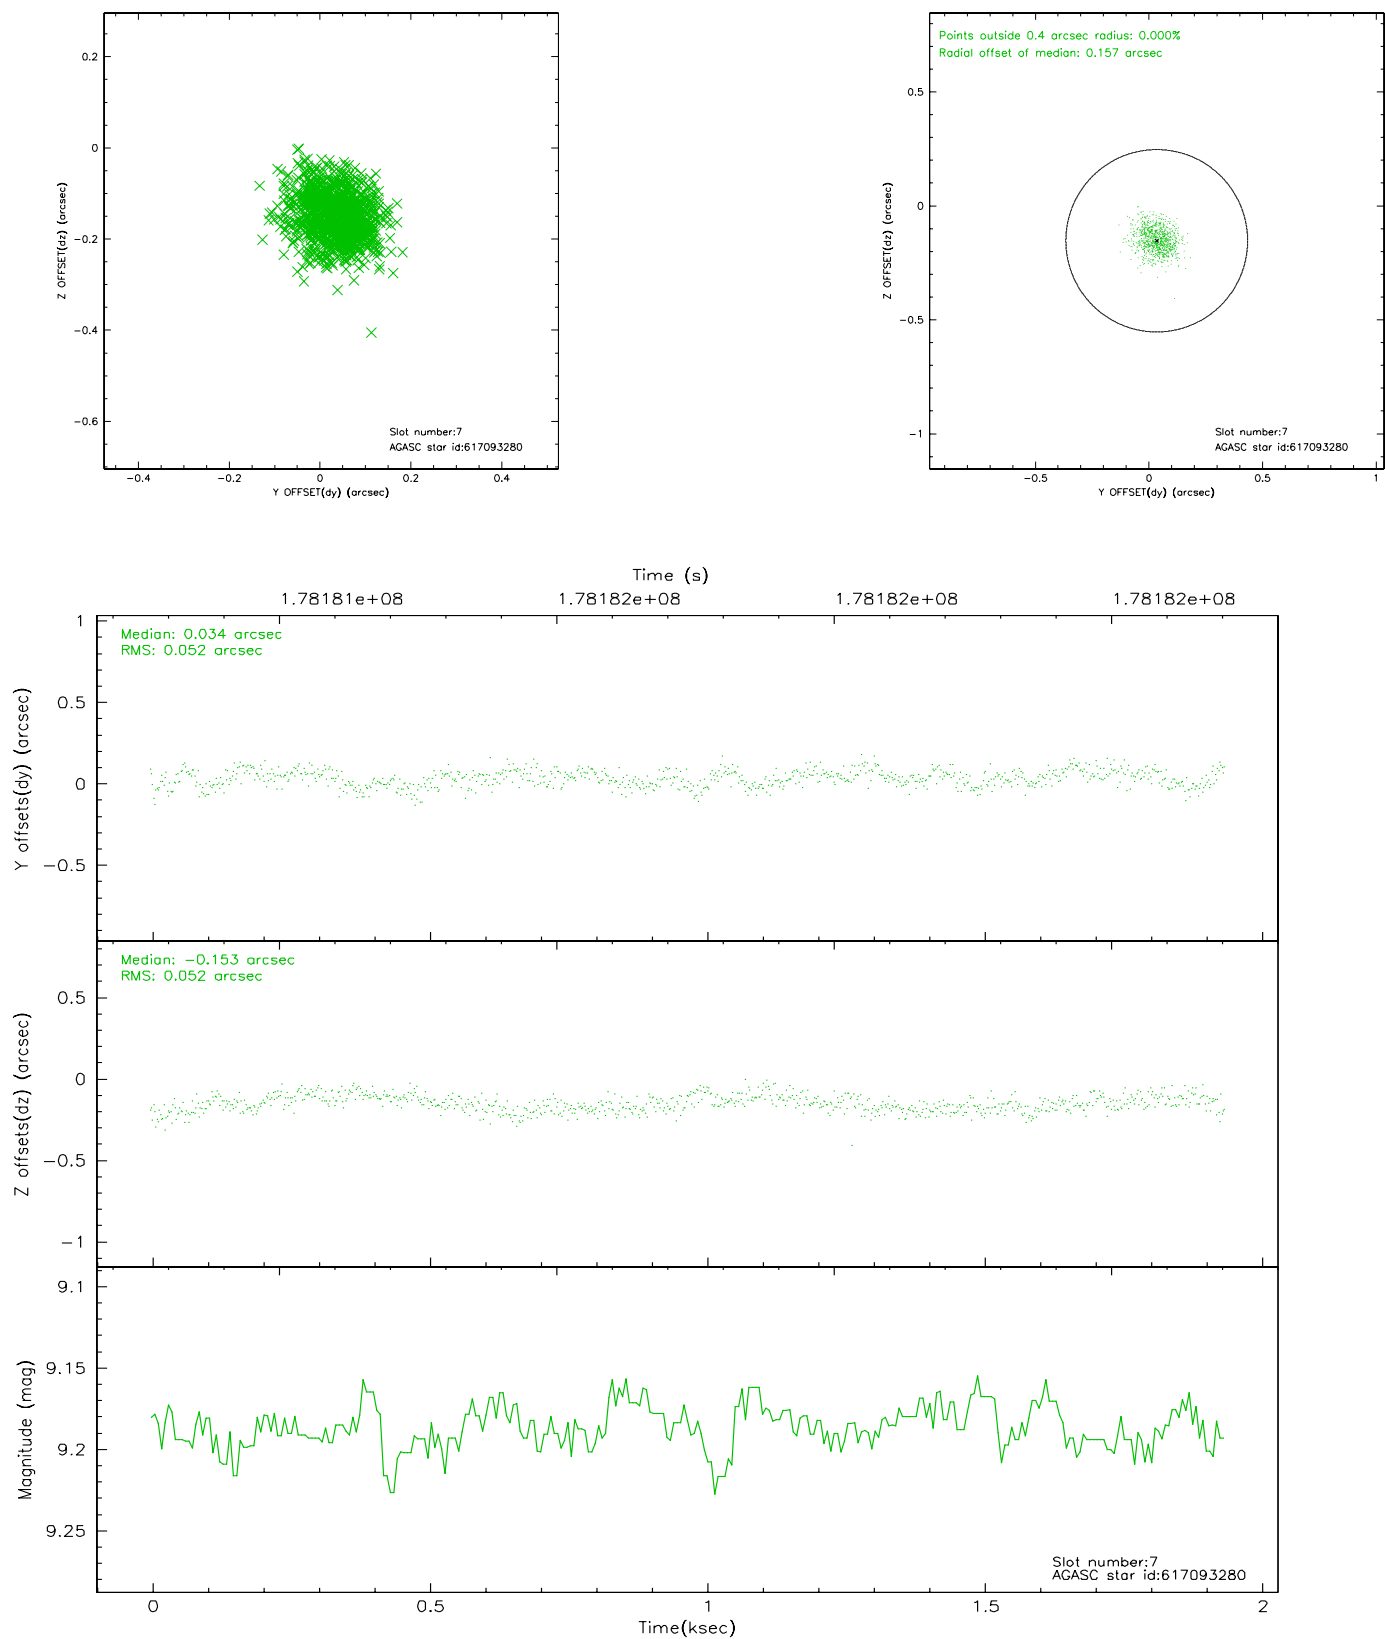 0.2
0
−0.2
−0.4
−0.6
Z OFFSET(dz) (arcsec)
Slot number:7
AGASC star id:617093280
−0.4 −0.2 0 0.2 0.4
Y OFFSET(dy) (arcsec)
Points outside 0.4 arcsec radius: 0.000%
Radial offset of median: 0.157 arcsec
0.5
0
−0.5
−1
Z OFFSET(dz) (arcsec)
Slot number:7
AGASC star id:617093280
−0.5 0 0.5 1
Y OFFSET(dy) (arcsec)
Time (s)
1.78181e+08 1.78182e+08 1.78182e+08 1.78182e+08
Median: 0.034 arcsec
RMS: 0.052 arcsec
1
0.5
0
−0.5
Y offsets(dy) (arcsec)
Median: −0.153 arcsec
RMS: 0.052 arcsec
0.5
0
−0.5
−1
Z offsets(dz) (arcsec)
9.1
9.15
9.2
9.25
Magnitude (mag)
Slot number:7
AGASC star id:617093280
0 0.5 1 1.5 2
Time(ksec)